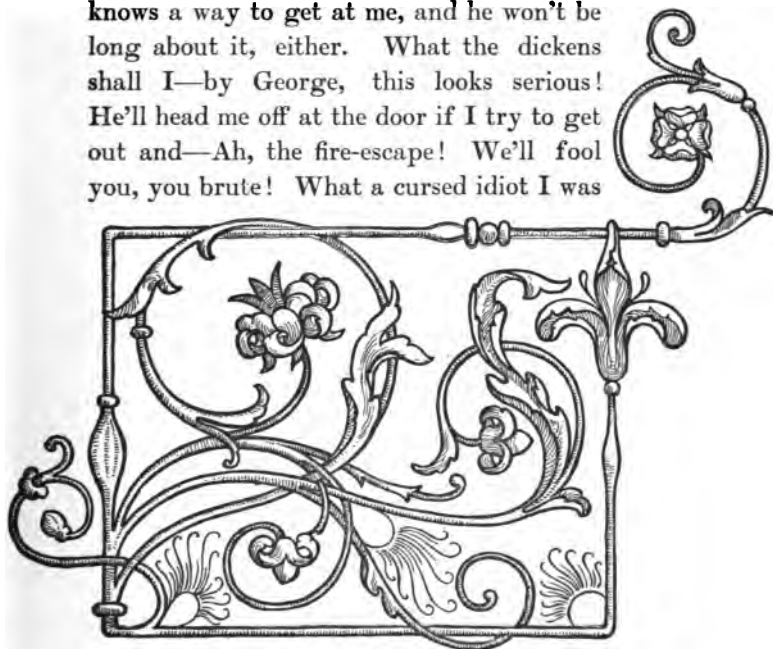 knows a way to get at me, and he won't be
long about it, either. What the dickens
shall I—by George, this looks serious!
He'll head me off at the door if I try to get
out and—Ah, the fire-escape! We'll fool
you, you brute! What a cursed idiot I was